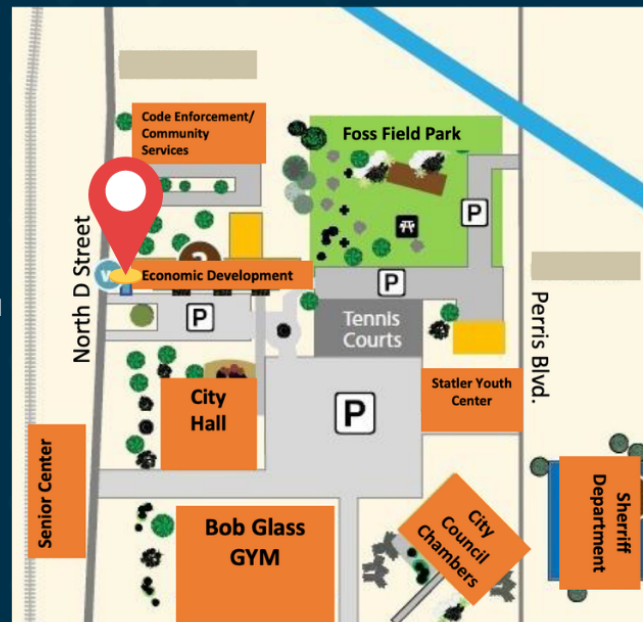 Code Enforcement/
Community
Services
Foss Field Park
P
North D Street
Economic Development
P
P
Tennis
Courts
Perris Blvd.
City
Hall
P
Statler Youth
Center
Senior Center
Bob Glass
GYM
City
Council
Chambers
Sherriff
Department